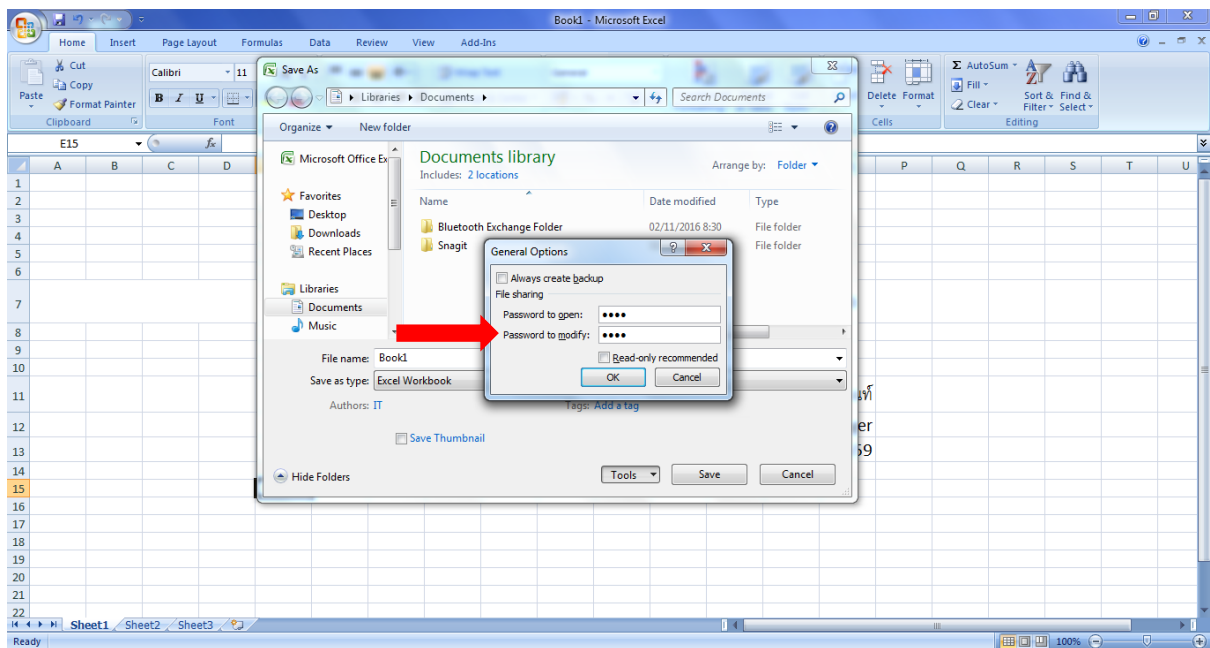 Book1 - Microsoft Excel
Home Insert Page Layout Formulas Data Review View Add-Ins
Paste
Cut
Copy
Format Painter
Clipboard
Calibri 11
B I U
Font
Delete Format
Cells
Σ AutoSum
Fill
Clear
Sort & Filter
Find & Select
Editing
E15 fx
A B C D P Q R S T U
1
2
3
4
5
6
7
8
9
10
11
12
13
14
15
16
17
18
19
20
21
22
Save As
Libraries Documents
Search Documents
Organize New folder
Microsoft Office Ex
Favorites
Desktop
Downloads
Recent Places
Libraries
Documents
Music
Documents library
Includes: 2 locations
Arrange by: Folder
Name Date modified Type
Bluetooth Exchange Folder 02/11/2016 8:30 File folder
Snagit File folder
General Options
Always create backup
File sharing
Password to open: ••••
Password to modify: ••••
Read-only recommended
OK Cancel
File name: Book1
Save as type: Excel Workbook
Authors: IT
Tags: Add a tag
Save Thumbnail
Hide Folders
Tools Save Cancel
er
59
Sheet1 Sheet2 Sheet3
Ready
100%